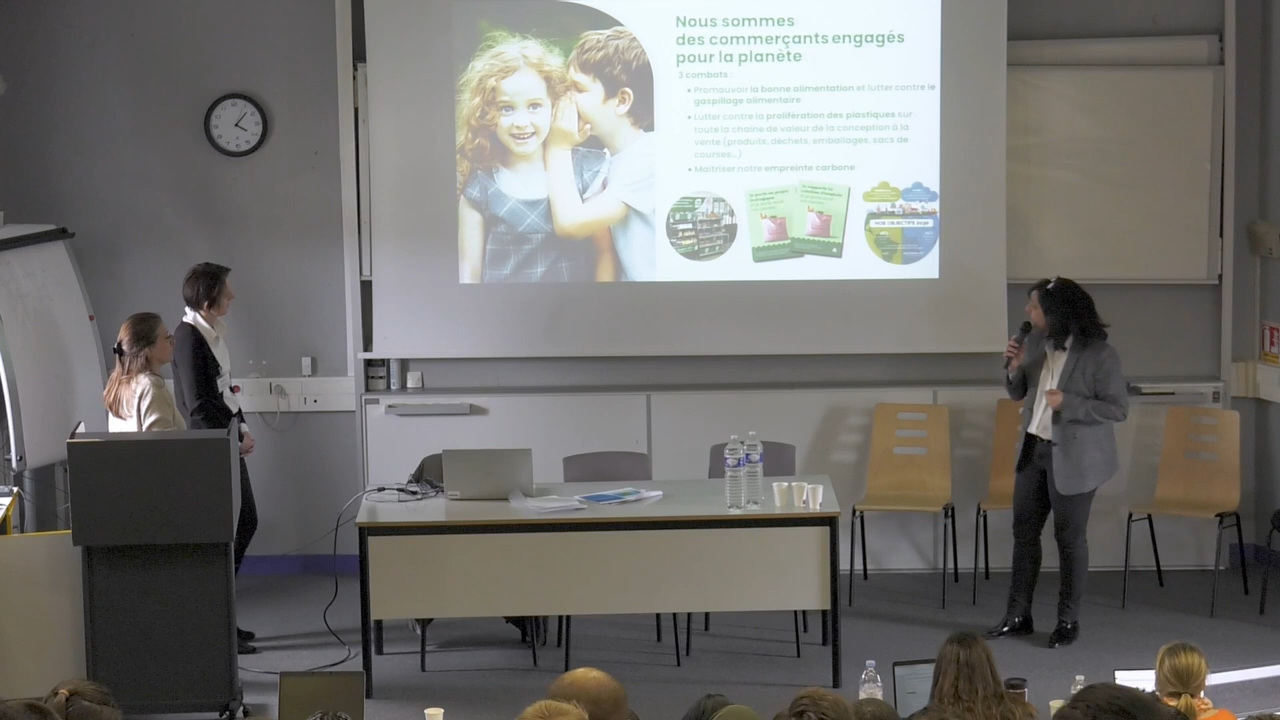 Nous sommes
des commerçants engagés
pour la planète
3 combats :
• Promouvoir la bonne alimentation et lutter contre le
gaspillage alimentaire
• Lutter contre la prolifération des plastiques sur
toute la chaîne de valeur de la conception à la
vente (produits, déchets, emballages, sacs de
courses...)
• Maîtriser notre empreinte carbone
NOS OBJECTIFS